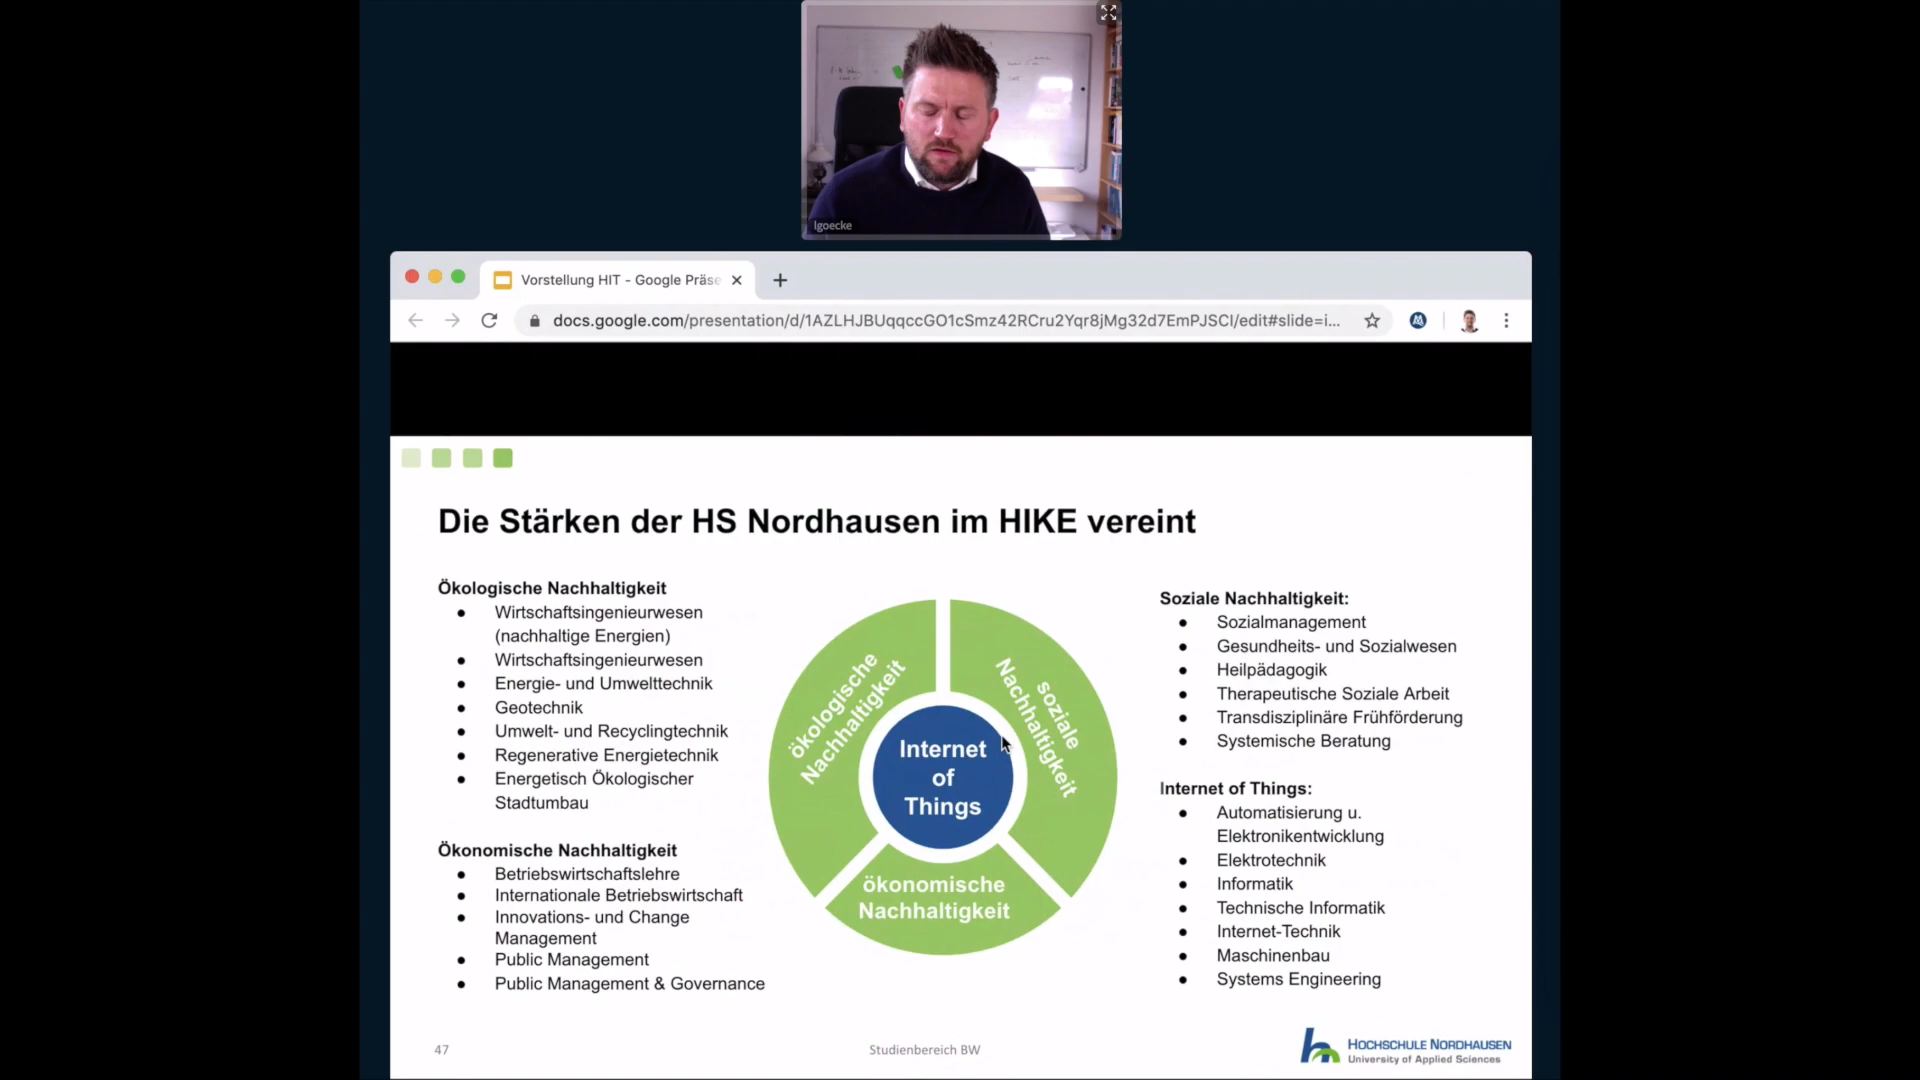 lgoecke
Vorstellung HIT - Google Präse
docs.google.com/presentation/d/1AZLHJBUqqccGO1cSmz42RCru2Yqr8jMg32d7EmPJSCI/edit#slide=i...
Die Stärken der HS Nordhausen im HIKE vereint
Ökologische Nachhaltigkeit
● Wirtschaftsingenieurwesen
(nachhaltige Energien)
● Wirtschaftsingenieurwesen
● Energie- und Umwelttechnik
● Geotechnik
● Umwelt- und Recyclingtechnik
● Regenerative Energietechnik
● Energetisch Ökologischer
Stadtumbau
Ökonomische Nachhaltigkeit
● Betriebswirtschaftslehre
● Internationale Betriebswirtschaft
● Innovations- und Change
Management
● Public Management
● Public Management & Governance
ökologische
Nachhaltigkeit
soziale
Nachhaltigkeit
Internet
of
Things
ökonomische
Nachhaltigkeit
Soziale Nachhaltigkeit:
● Sozialmanagement
● Gesundheits- und Sozialwesen
● Heilpädagogik
● Therapeutische Soziale Arbeit
● Transdisziplinäre Frühförderung
● Systemische Beratung
Internet of Things:
● Automatisierung u.
Elektronikentwicklung
● Elektrotechnik
● Informatik
● Technische Informatik
● Internet-Technik
● Maschinenbau
● Systems Engineering
47
Studienbereich BW
HOCHSCHULE NORDHAUSEN
University of Applied Sciences